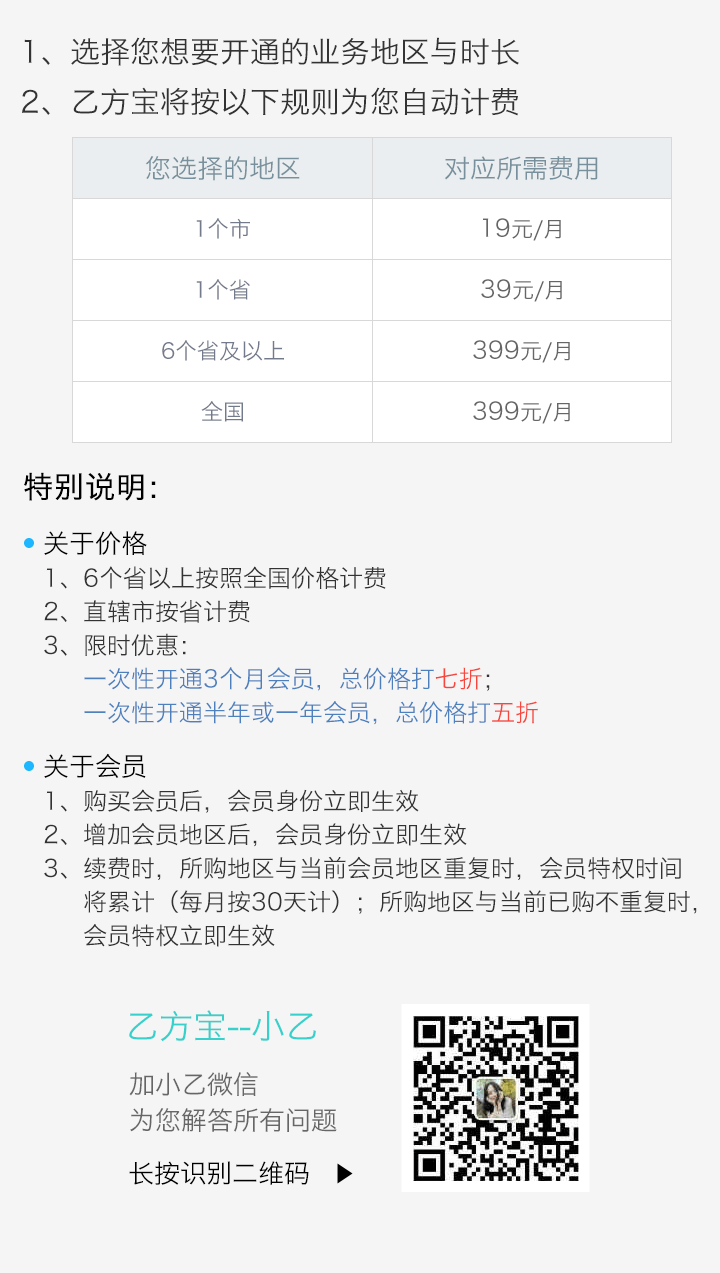 1、选择您想要开通的业务地区与时长
2、乙方宝将按以下规则为您自动计费
您选择的地区 对应所需费用
1个市 19元/月
1个省 39元/月
6个省及以上 399元/月
全国 399元/月
特别说明：
关于价格
1、6个省以上按照全国价格计费
2、直辖市按省计费
3、限时优惠：
一次性开通3个月会员，总价格打七折；
一次性开通半年或一年会员，总价格打五折
关于会员
1、购买会员后，会员身份立即生效
2、增加会员地区后，会员身份立即生效
3、续费时，所购地区与当前会员地区重复时，会员特权时间
将累计（每月按30天计）；所购地区与当前已购不重复时，
会员特权立即生效
乙方宝--小乙
加小乙微信
为您解答所有问题
长按识别二维码